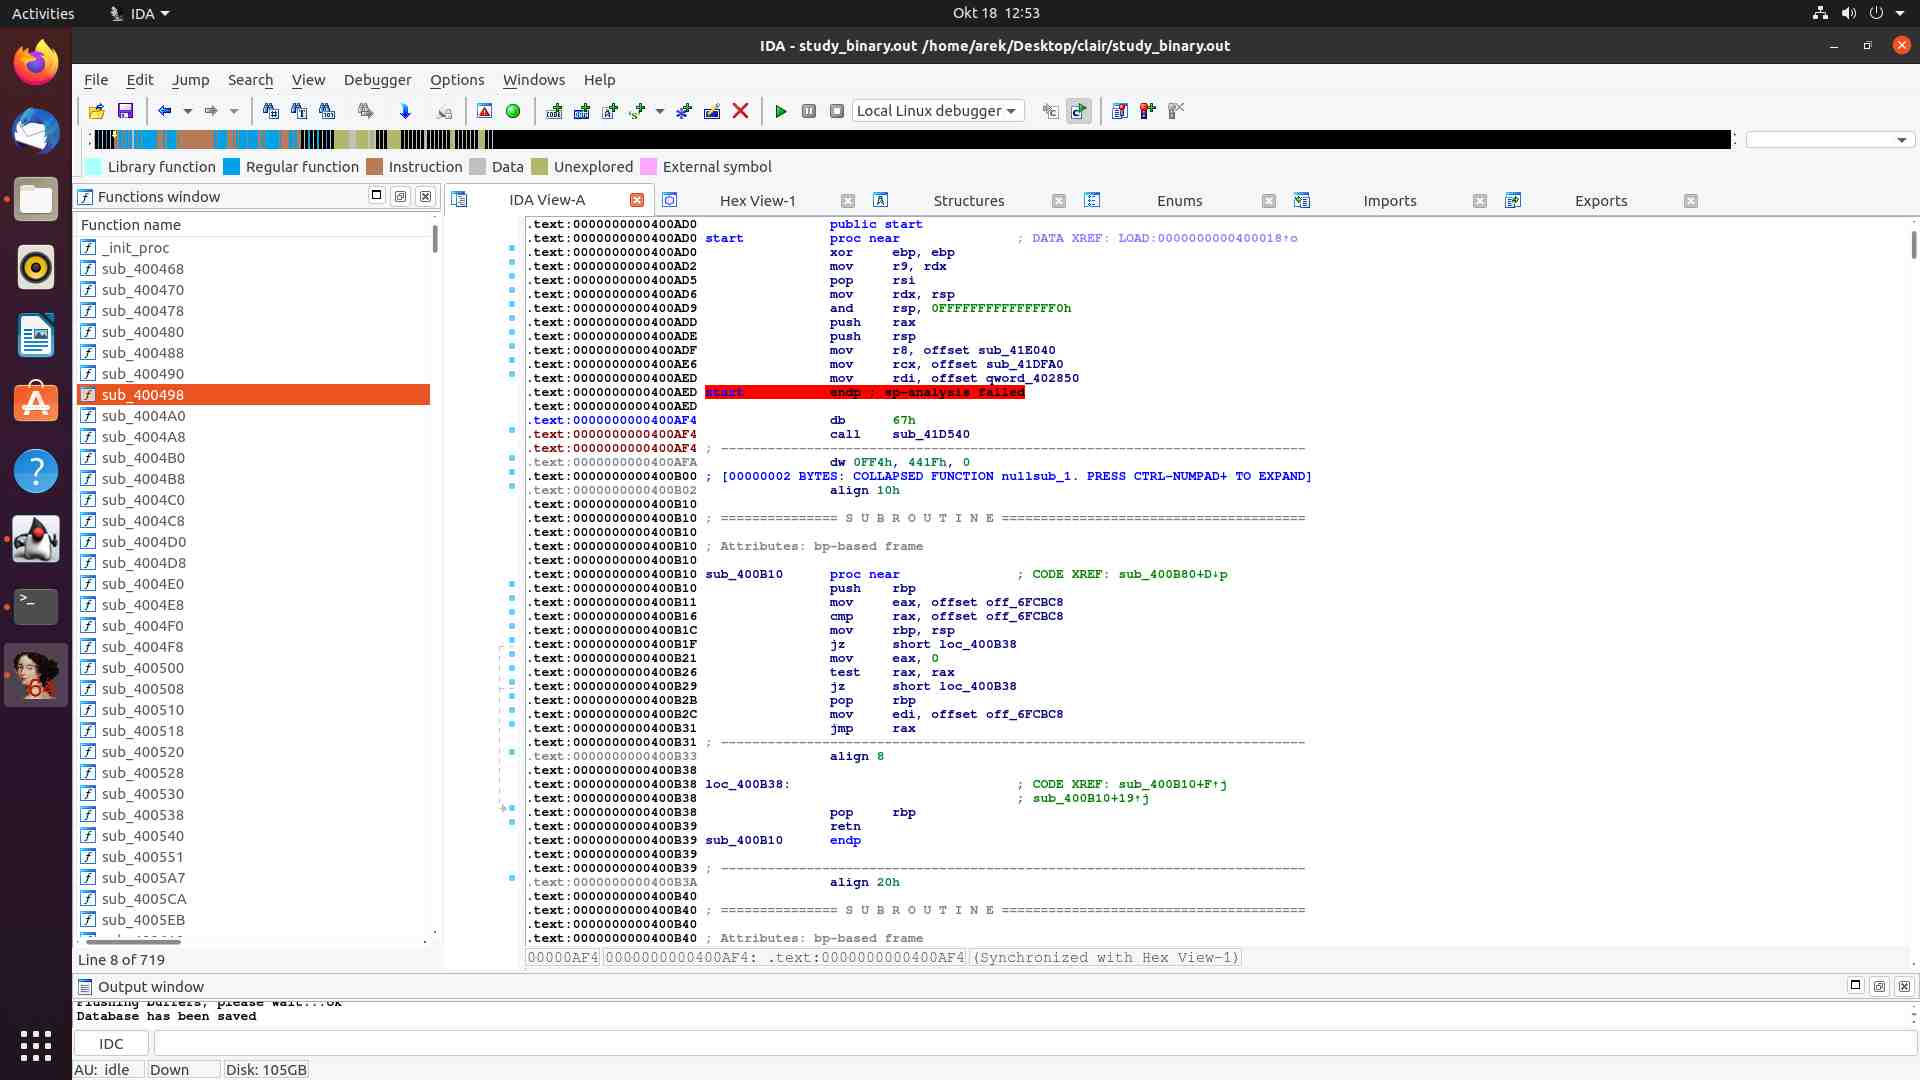 Activities
IDA
Okt 18 12:53
IDA - study_binary.out /home/arek/Desktop/clair/study_binary.out
File Edit Jump Search View Debugger Options Windows Help
Local Linux debugger
Library function Regular function Instruction Data Unexplored External symbol
Functions window
Function name
_init_proc
sub_400468
sub_400470
sub_400478
sub_400480
sub_400488
sub_400490
sub_400498
sub_4004A0
sub_4004A8
sub_4004B0
sub_4004B8
sub_4004C0
sub_4004C8
sub_4004D0
sub_4004D8
sub_4004E0
sub_4004E8
sub_4004F0
sub_4004F8
sub_400500
sub_400508
sub_400510
sub_400518
sub_400520
sub_400528
sub_400530
sub_400538
sub_400540
sub_400551
sub_4005A7
sub_4005CA
sub_4005EB
Line 8 of 719
IDA View-A Hex View-1 Structures Enums Imports Exports
.text:0000000000400AD0 public start
.text:0000000000400AD0 start proc near ; DATA XREF: LOAD:0000000000400018↑o
.text:0000000000400AD0 xor ebp, ebp
.text:0000000000400AD2 mov r9, rdx
.text:0000000000400AD5 pop rsi
.text:0000000000400AD6 mov rdx, rsp
.text:0000000000400AD9 and rsp, 0FFFFFFFFFFFFFFF0h
.text:0000000000400ADD push rax
.text:0000000000400ADE push rsp
.text:0000000000400ADF mov r8, offset sub_41E040
.text:0000000000400AE6 mov rcx, offset sub_41DFA0
.text:0000000000400AED mov rdi, offset qword_402850
.text:0000000000400AED start endp ; sp-analysis failed
.text:0000000000400AED
.text:0000000000400AF4 db 67h
.text:0000000000400AF4 call sub_41D540
.text:0000000000400AF4 ; ---------------------------------------------------------------------------
.text:0000000000400AFA dw 0FF4h, 441Fh, 0
.text:0000000000400B00 ; [00000002 BYTES: COLLAPSED FUNCTION nullsub_1. PRESS CTRL-NUMPAD+ TO EXPAND]
.text:0000000000400B02 align 10h
.text:0000000000400B10
.text:0000000000400B10 ; =============== S U B R O U T I N E =======================================
.text:0000000000400B10
.text:0000000000400B10 ; Attributes: bp-based frame
.text:0000000000400B10
.text:0000000000400B10 sub_400B10 proc near ; CODE XREF: sub_400B80+D↓p
.text:0000000000400B10 push rbp
.text:0000000000400B11 mov eax, offset off_6FCBC8
.text:0000000000400B16 cmp rax, offset off_6FCBC8
.text:0000000000400B1C mov rbp, rsp
.text:0000000000400B1F jz short loc_400B38
.text:0000000000400B21 mov eax, 0
.text:0000000000400B26 test rax, rax
.text:0000000000400B29 jz short loc_400B38
.text:0000000000400B2B pop rbp
.text:0000000000400B2C mov edi, offset off_6FCBC8
.text:0000000000400B31 jmp rax
.text:0000000000400B31 ; ---------------------------------------------------------------------------
.text:0000000000400B33 align 8
.text:0000000000400B38
.text:0000000000400B38 loc_400B38: ; CODE XREF: sub_400B10+F↑j
.text:0000000000400B38 ; sub_400B10+19↑j
.text:0000000000400B38 pop rbp
.text:0000000000400B39 retn
.text:0000000000400B39 sub_400B10 endp
.text:0000000000400B39
.text:0000000000400B39 ; ---------------------------------------------------------------------------
.text:0000000000400B3A align 20h
.text:0000000000400B40
.text:0000000000400B40 ; =============== S U B R O U T I N E =======================================
.text:0000000000400B40
.text:0000000000400B40 ; Attributes: bp-based frame
00000AF4 0000000000400AF4: .text:0000000000400AF4 (Synchronized with Hex View-1)
Output window
Flushing buffers, please wait...ok
Database has been saved
IDC
AU: idle Down Disk: 105GB